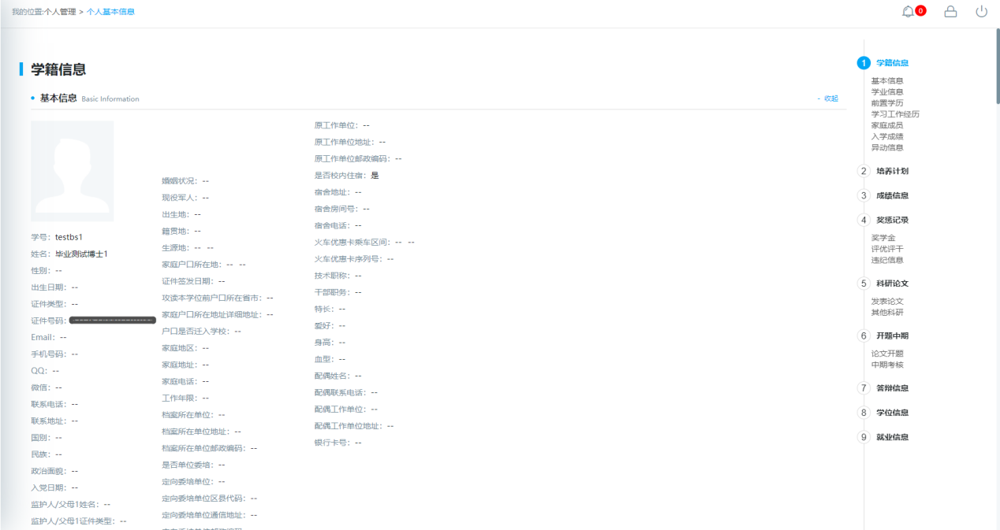 我的位置:个人管理 > 个人基本信息
0
学籍信息
基本信息 Basic Information
- 收起
学号: testbs1
姓名: 毕业测试博士1
性别: --
出生日期: --
证件类型: --
证件号码:
Email: --
手机号码: --
QQ: --
微信: --
联系电话: --
联系地址: --
国别: --
民族: --
政治面貌: --
入党日期: --
监护人/父母1姓名: --
监护人/父母1证件类型: --
婚姻状况: --
现役军人: --
出生地: --
籍贯地: --
生源地: -- --
家庭户口所在地: -- --
证件签发日期: --
攻读本学位前户口所在省市: --
家庭户口所在地址详细地址: --
户口是否迁入学校: --
家庭地区: --
家庭地址: --
家庭电话: --
工作年限: --
档案所在单位: --
档案所在单位地址: --
档案所在单位邮政编码: --
是否单位委培: --
定向委培单位: --
定向委培单位区县代码: --
定向委培单位通信地址: --
原工作单位: --
原工作单位地址: --
原工作单位邮政编码: --
是否校内住宿: 是
宿舍地址: --
宿舍房间号: --
宿舍电话: --
火车优惠卡乘车区间: -- --
火车优惠卡序列号: --
技术职称: --
干部职务: --
特长: --
爱好: --
身高: --
血型: --
配偶姓名: --
配偶联系电话: --
配偶工作单位: --
配偶工作单位地址: --
银行卡号: --
1 学籍信息
基本信息
学业信息
前置学历
学习工作经历
家庭成员
入学成绩
异动信息
2 培养计划
3 成绩信息
4 奖惩记录
奖学金
评优评干
违纪信息
5 科研论文
发表论文
其他科研
6 开题中期
论文开题
中期考核
7 答辩信息
8 学位信息
9 就业信息